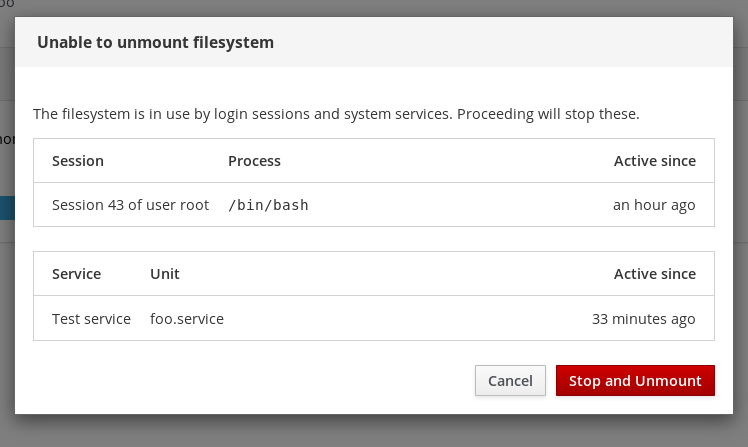 Unable to unmount filesystem
The filesystem is in use by login sessions and system services. Proceeding will stop these.
Session Process Active since
Session 43 of user root /bin/bash an hour ago
Service Unit Active since
Test service foo.service 33 minutes ago
Cancel Stop and Unmount